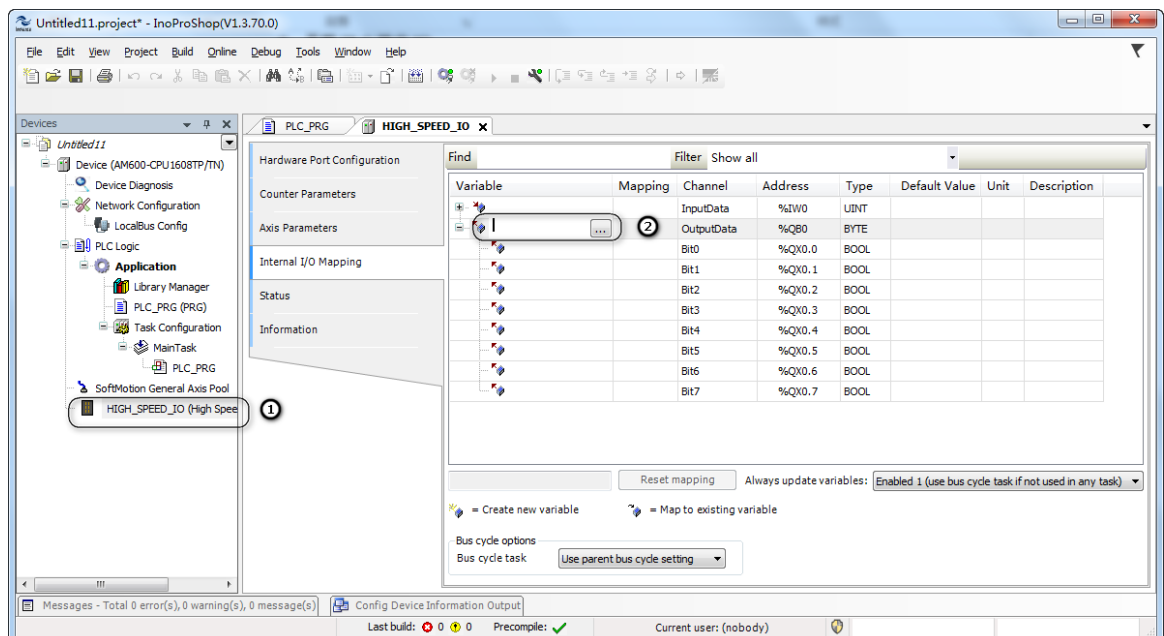 Untitled11.project* - InoProShop(V1.3.70.0)
File Edit View Project Build Online Debug Tools Window Help
Devices
PLC_PRG HIGH_SPEED_IO
Untitled11
Device (AM600-CPU1608TP/TN)
Device Diagnosis
Network Configuration
LocalBus Config
PLC Logic
Application
Library Manager
PLC_PRG (PRG)
Task Configuration
MainTask
PLC_PRG
SoftMotion General Axis Pool
HIGH_SPEED_IO (High Spee
①
Hardware Port Configuration
Counter Parameters
Axis Parameters
Internal I/O Mapping
Status
Information
Find Filter Show all
Variable Mapping Channel Address Type Default Value Unit Description
InputData %IW0 UINT
... ② OutputData %QB0 BYTE
Bit0 %QX0.0 BOOL
Bit1 %QX0.1 BOOL
Bit2 %QX0.2 BOOL
Bit3 %QX0.3 BOOL
Bit4 %QX0.4 BOOL
Bit5 %QX0.5 BOOL
Bit6 %QX0.6 BOOL
Bit7 %QX0.7 BOOL
Reset mapping Always update variables: Enabled 1 (use bus cycle task if not used in any task)
= Create new variable = Map to existing variable
Bus cycle options
Bus cycle task Use parent bus cycle setting
Messages - Total 0 error(s), 0 warning(s), 0 message(s) Config Device Information Output
Last build: 0 0 Precompile: Current user: (nobody)